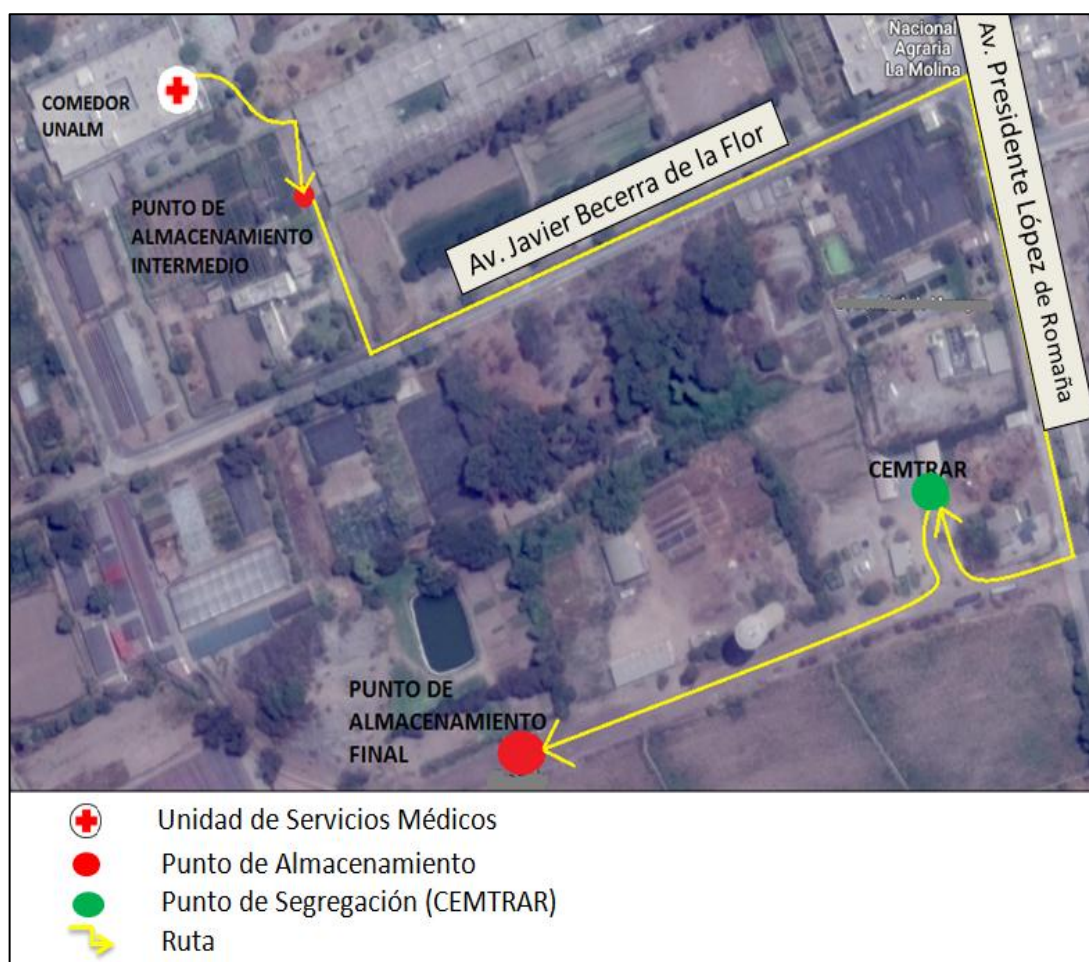 Nacional
Agraria
La Molina
Av. Presidente López de Romaña
COMEDOR
UNALM
Av. Javier Becerra de la Flor
PUNTO DE
ALMACENAMIENTO
INTERMEDIO
CEMTRAR
PUNTO DE
ALMACENAMIENTO
FINAL
Unidad de Servicios Médicos
Punto de Almacenamiento
Punto de Segregación (CEMTRAR)
Ruta